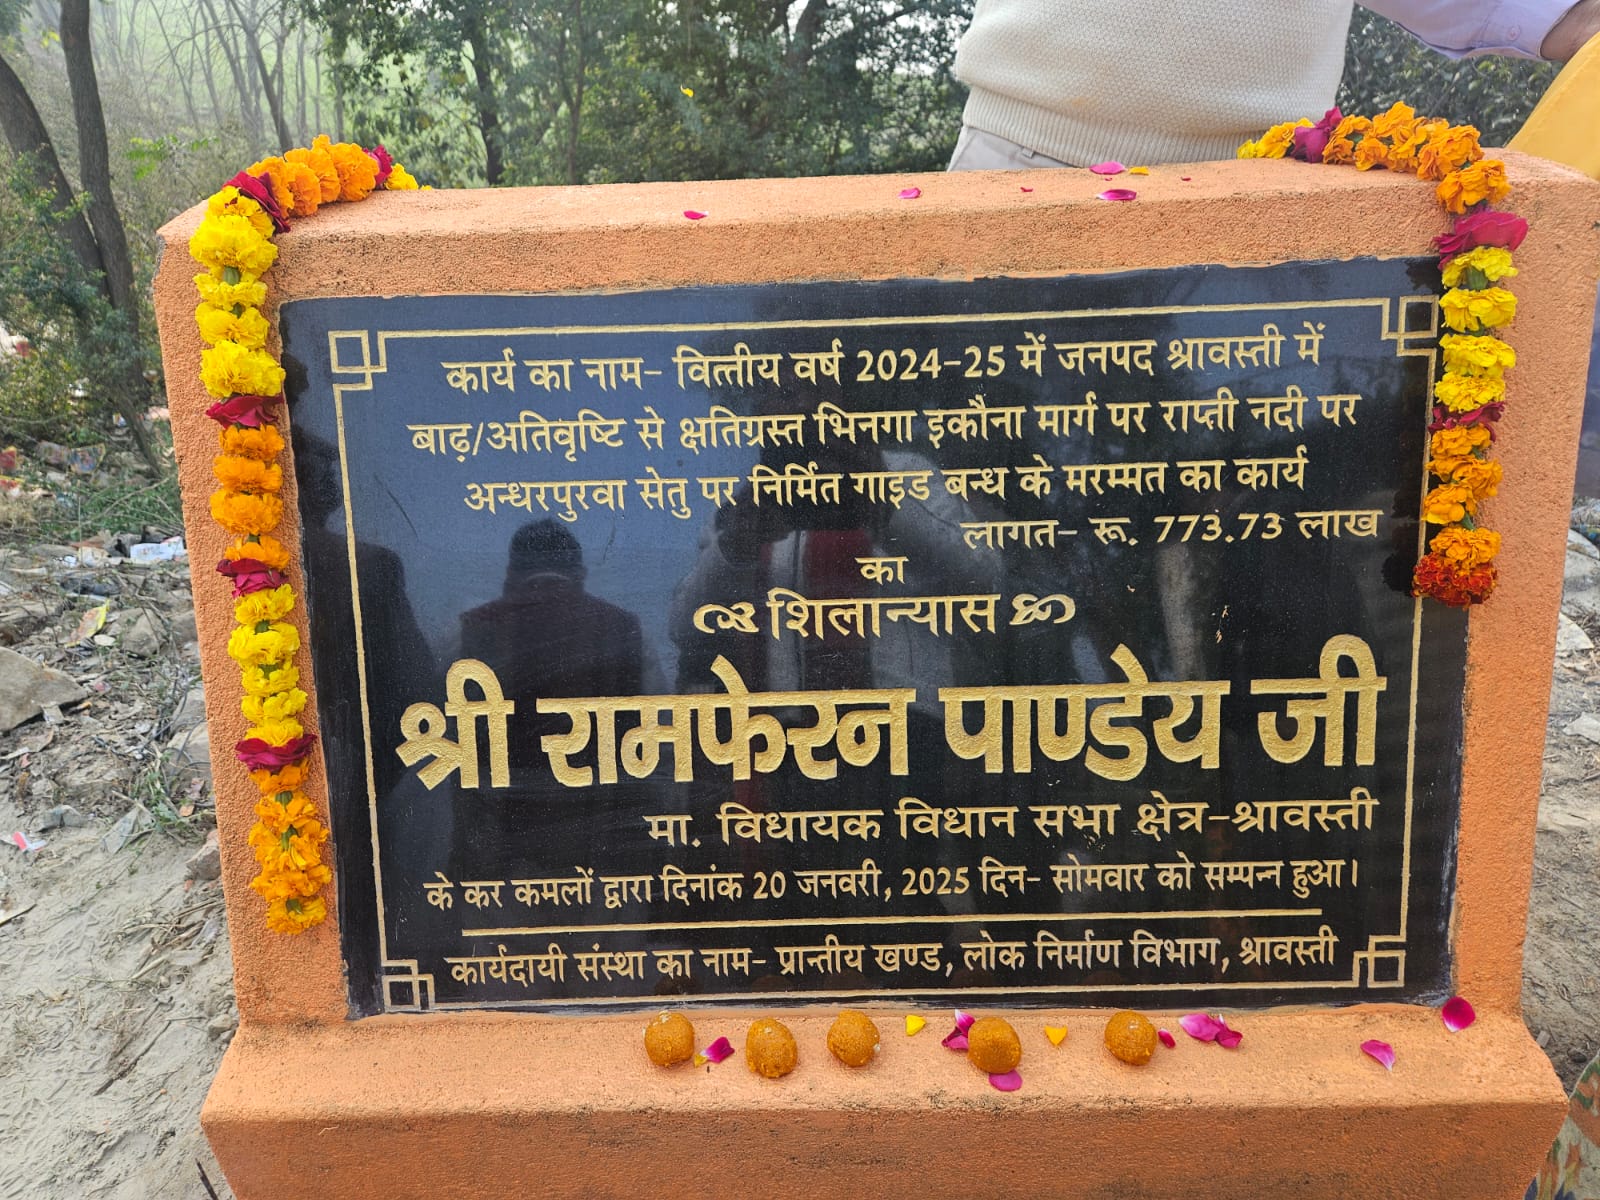 कार्य का नाम- वित्तीय वर्ष 2024-25 में जनपद श्रावस्ती में
बाढ़/अतिवृष्टि से क्षतिग्रस्त भिनगा इकौना मार्ग पर राप्ती नदी पर
अन्धरपुरवा सेतु पर निर्मित गाइड बन्ध के मरम्मत का कार्य
लागत- रू. 773.73 लाख
का
शिलान्यास
श्री रामफेरन पाण्डेय जी
मा. विधायक विधान सभा क्षेत्र-श्रावस्ती
के कर कमलों द्वारा दिनांक 20 जनवरी, 2025 दिन- सोमवार को सम्पन्न हुआ।
कार्यदायी संस्था का नाम- प्रान्तीय खण्ड, लोक निर्माण विभाग, श्रावस्ती